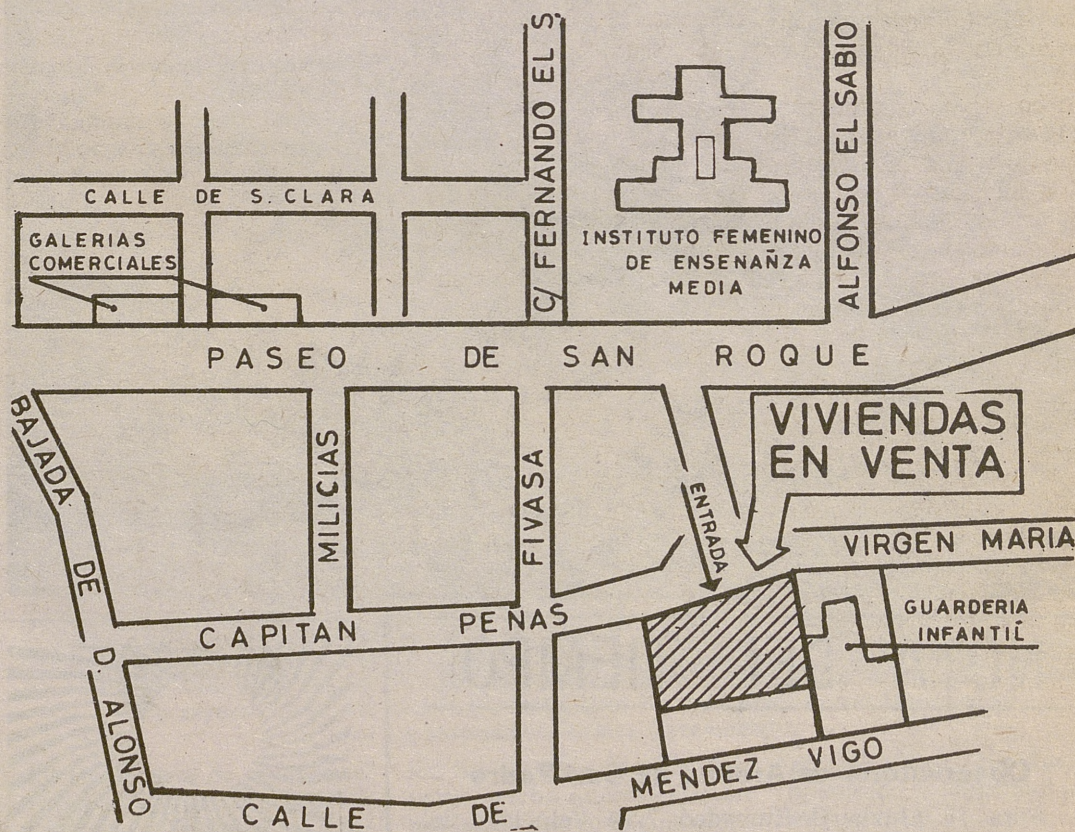 C/ FERNANDO EL S.
ALFONSO EL SABIO
CALLE DE S. CLARA
GALERIAS
COMERCIALES
INSTITUTO FEMENINO
DE ENSENAÑZA
MEDIA
PASEO DE SAN ROQUE
BAJADA DE D. ALONSO
MILICIAS
FIVASA
ENTRADA
VIVIENDAS
EN VENTA
VIRGEN MARIA
CAPITAN PEÑAS
GUARDERIA
INFANTIL
CALLE DE MENDEZ VIGO